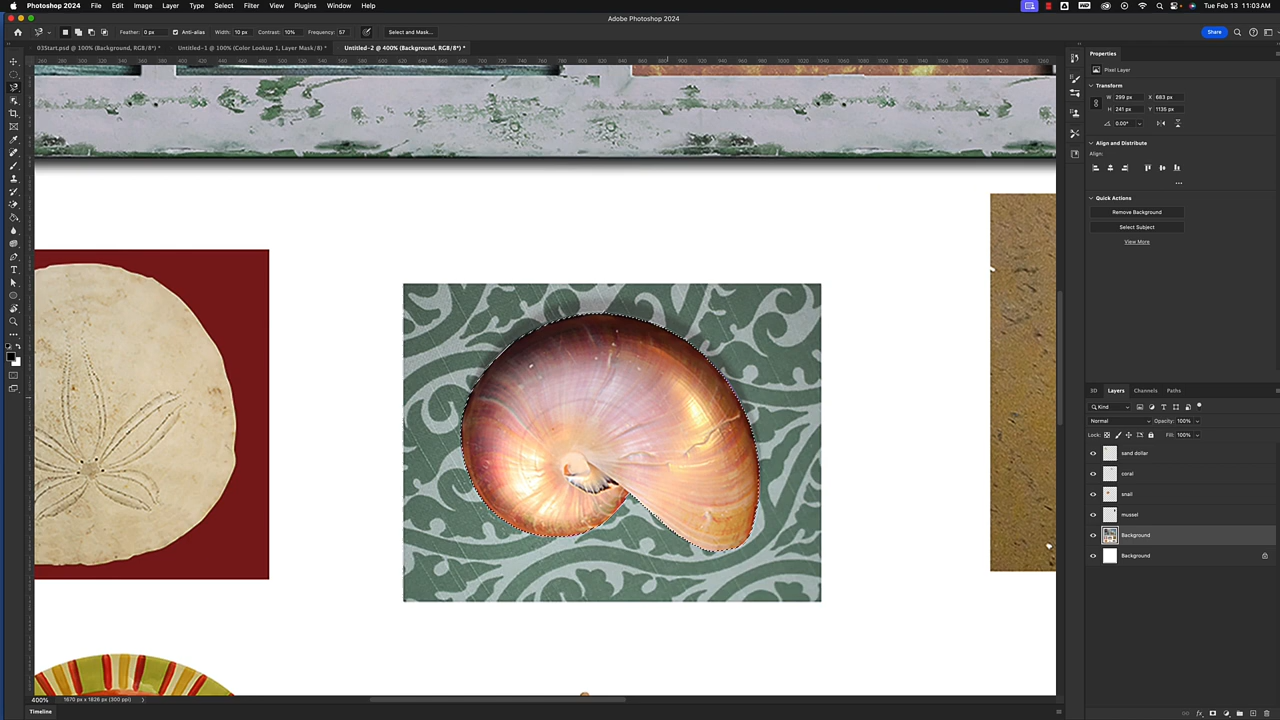 Photoshop 2024 File Edit Image Layer Type Select Filter View Plugins Window Help Tue Feb 13 11:03AM
Adobe Photoshop 2024
Feather: 0 px Anti-alias Width: 10 px Contrast: 10% Frequency: 57 Select and Mask... Share
03Start.psd @ 100% (Background, RGB/8*) * Untitled-1 @ 100% (Color Lookup 1, Layer Mask/8) * Untitled-2 @ 400% (Background, RGB/8*) *
Properties
Pixel Layer
Transform
W 299 px X 683 px
H 241 px Y 1135 px
0.00°
Align and Distribute
Align:
Quick Actions
Remove Background
Select Subject
View More
3D Layers Channels Paths
Kind
Normal Opacity: 100%
Lock: Fill: 100%
sand dollar
coral
snail
mussel
Background
Background
400% 1670 px x 1826 px (300 ppi)
Timeline